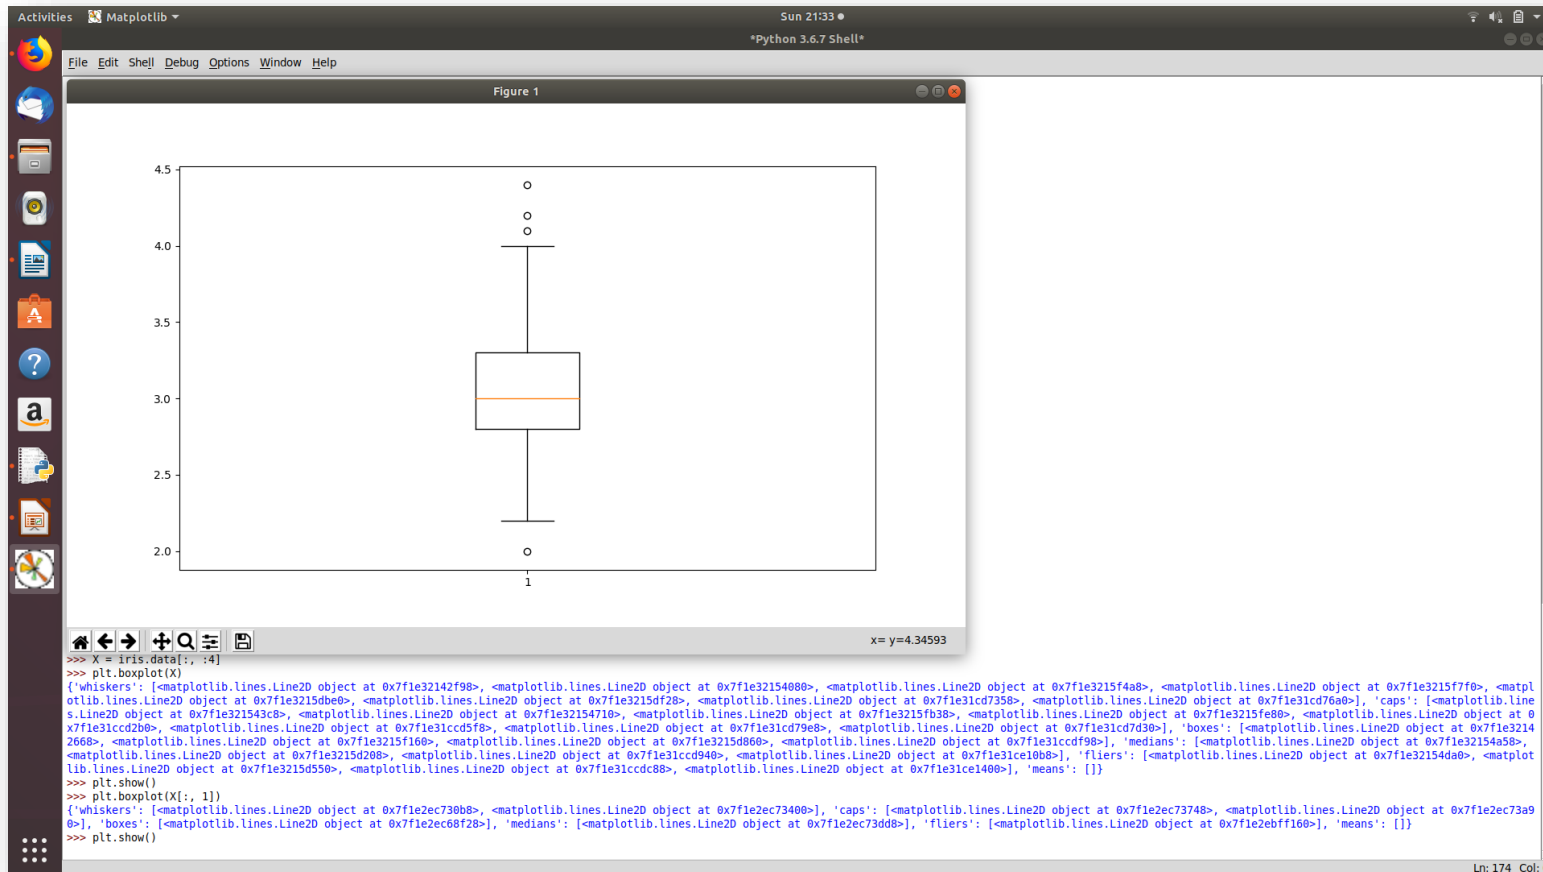 Activities Matplotlib Sun 21:33
*Python 3.6.7 Shell*
File Edit Shell Debug Options Window Help
Figure 1
4.5
4.0
3.5
3.0
2.5
2.0
1
x= y=4.34593
>>> X = iris.data[:, :4]
>>> plt.boxplot(X)
{'whiskers': [<matplotlib.lines.Line2D object at 0x7f1e32142f98>, <matplotlib.lines.Line2D object at 0x7f1e32154080>, <matplotlib.lines.Line2D object at 0x7f1e3215f4a8>, <matplotlib.lines.Line2D object at 0x7f1e3215f7f0>, <matpl
otlib.lines.Line2D object at 0x7f1e3215dbe0>, <matplotlib.lines.Line2D object at 0x7f1e3215df28>, <matplotlib.lines.Line2D object at 0x7f1e31cd7358>, <matplotlib.lines.Line2D object at 0x7f1e31cd76a0>], 'caps': [<matplotlib.line
s.Line2D object at 0x7f1e321543c8>, <matplotlib.lines.Line2D object at 0x7f1e32154710>, <matplotlib.lines.Line2D object at 0x7f1e3215fb38>, <matplotlib.lines.Line2D object at 0x7f1e3215fe80>, <matplotlib.lines.Line2D object at 0
x7f1e31ccd2b0>, <matplotlib.lines.Line2D object at 0x7f1e31ccd5f8>, <matplotlib.lines.Line2D object at 0x7f1e31cd79e8>, <matplotlib.lines.Line2D object at 0x7f1e31cd7d30>], 'boxes': [<matplotlib.lines.Line2D object at 0x7f1e3214
2668>, <matplotlib.lines.Line2D object at 0x7f1e3215f160>, <matplotlib.lines.Line2D object at 0x7f1e3215d860>, <matplotlib.lines.Line2D object at 0x7f1e31ccdf98>], 'medians': [<matplotlib.lines.Line2D object at 0x7f1e32154a58>,
<matplotlib.lines.Line2D object at 0x7f1e3215d208>, <matplotlib.lines.Line2D object at 0x7f1e31ccd940>, <matplotlib.lines.Line2D object at 0x7f1e31ce10b8>], 'fliers': [<matplotlib.lines.Line2D object at 0x7f1e32154da0>, <matplot
lib.lines.Line2D object at 0x7f1e3215d550>, <matplotlib.lines.Line2D object at 0x7f1e31ccdc88>, <matplotlib.lines.Line2D object at 0x7f1e31ce1400>], 'means': []}
>>> plt.show()
>>> plt.boxplot(X[:, 1])
{'whiskers': [<matplotlib.lines.Line2D object at 0x7f1e2ec730b8>, <matplotlib.lines.Line2D object at 0x7f1e2ec73400>], 'caps': [<matplotlib.lines.Line2D object at 0x7f1e2ec73748>, <matplotlib.lines.Line2D object at 0x7f1e2ec73a9
0>], 'boxes': [<matplotlib.lines.Line2D object at 0x7f1e2ec68f28>], 'medians': [<matplotlib.lines.Line2D object at 0x7f1e2ec73dd8>], 'fliers': [<matplotlib.lines.Line2D object at 0x7f1e2ebff160>], 'means': []}
>>> plt.show()
Ln: 174 Col: